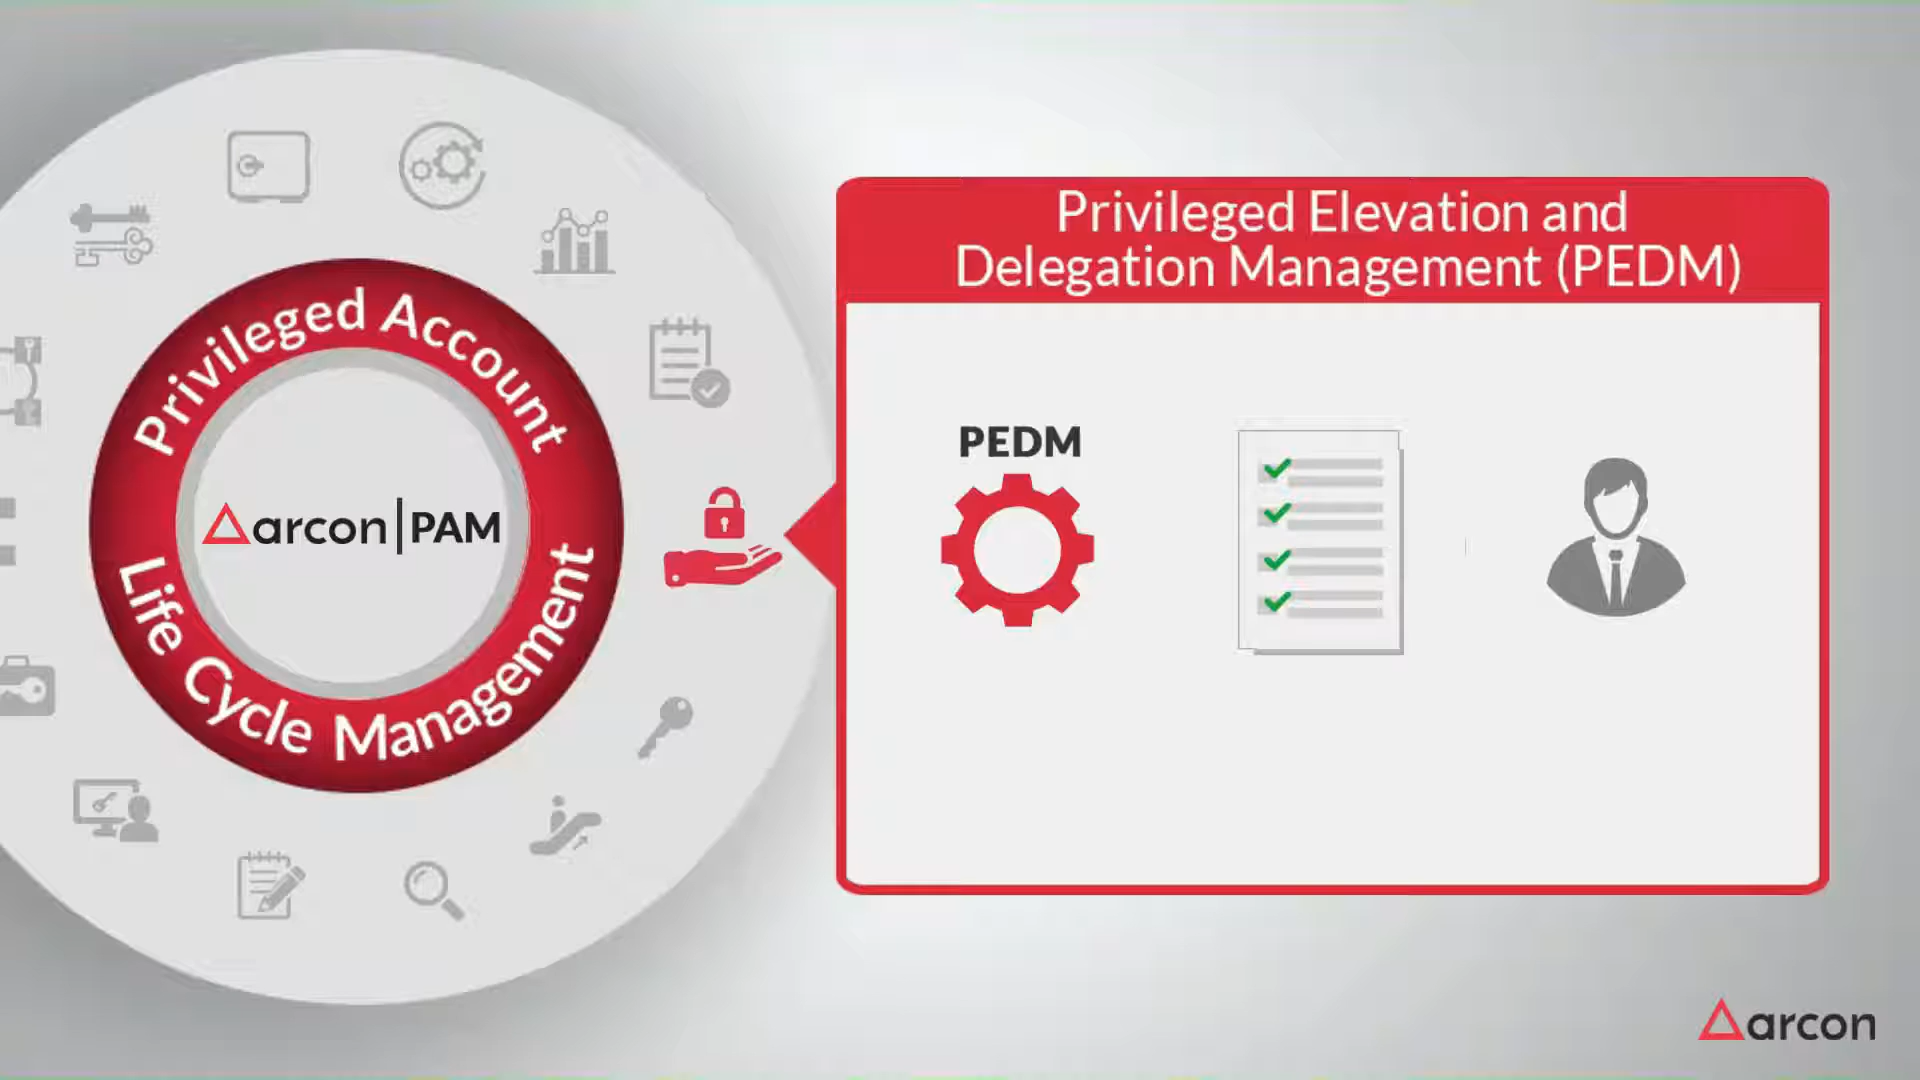 Privileged Account
Life Cycle Management
arcon|PAM
Privileged Elevation and
Delegation Management (PEDM)
PEDM
arcon